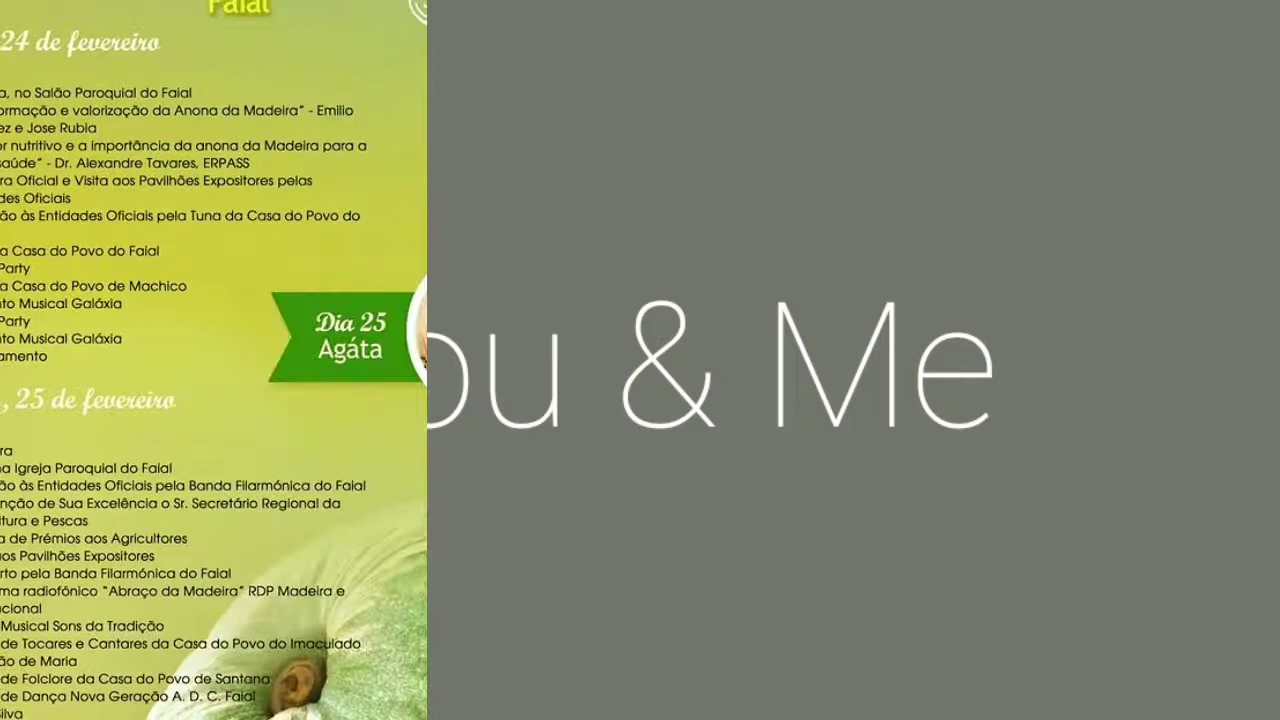 Faial
24 de fevereiro
a, no Salão Paroquial do Faial
ormação e valorização da Anona da Madeira" - Emílio
ez e Jose Rubia
or nutritivo e a importância da anona da Madeira para a
saúde" - Dr. Alexandre Tavares, ERPASS
ra Oficial e Visita aos Pavilhões Expositores pelas
des Oficiais
ão às Entidades Oficiais pela Tuna da Casa do Povo do
a Casa do Povo do Faial
Party
a Casa do Povo de Machico
nto Musical Galáxia
Party
nto Musical Galáxia
amento
Dia 25
Agáta
, 25 de fevereiro
ra
na Igreja Paroquial do Faial
ão às Entidades Oficiais pela Banda Filarmónica do Faial
nção de Sua Excelência o Sr. Secretário Regional da
ltura e Pescas
a de Prémios aos Agricultores
aos Pavilhões Expositores
rto pela Banda Filarmónica do Faial
ma radiofónico "Abraço da Madeira" RDP Madeira e
acional
Musical Sons da Tradição
de Tocares e Cantares da Casa do Povo do Imaculado
ão de Maria
de Folclore da Casa do Povo de Santana
de Dança Nova Geração A. D. C. Faial
Silva
ou & Me